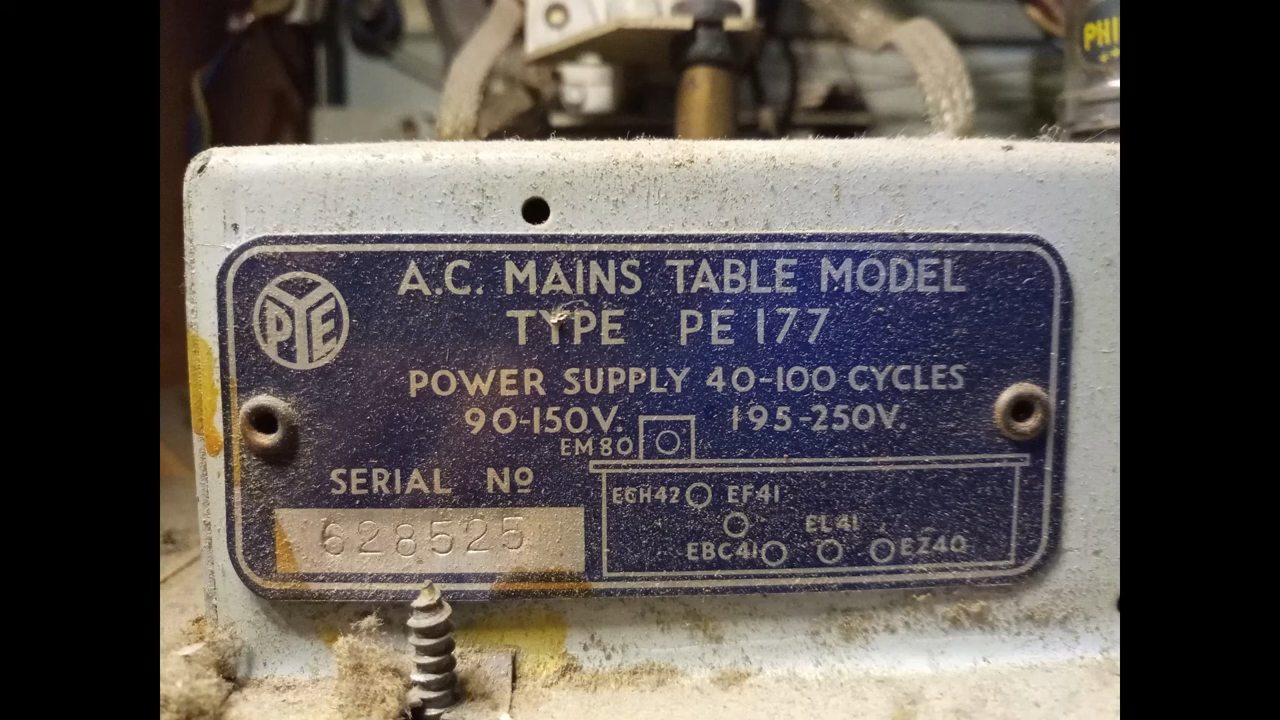 PYE
A.C. MAINS TABLE MODEL
TYPE PE 177
POWER SUPPLY 40-100 CYCLES
90-150V. 195-250V.
EM80
SERIAL Nº
628525
ECH42 EF41
EL41
EBC41 EZ40
PHI